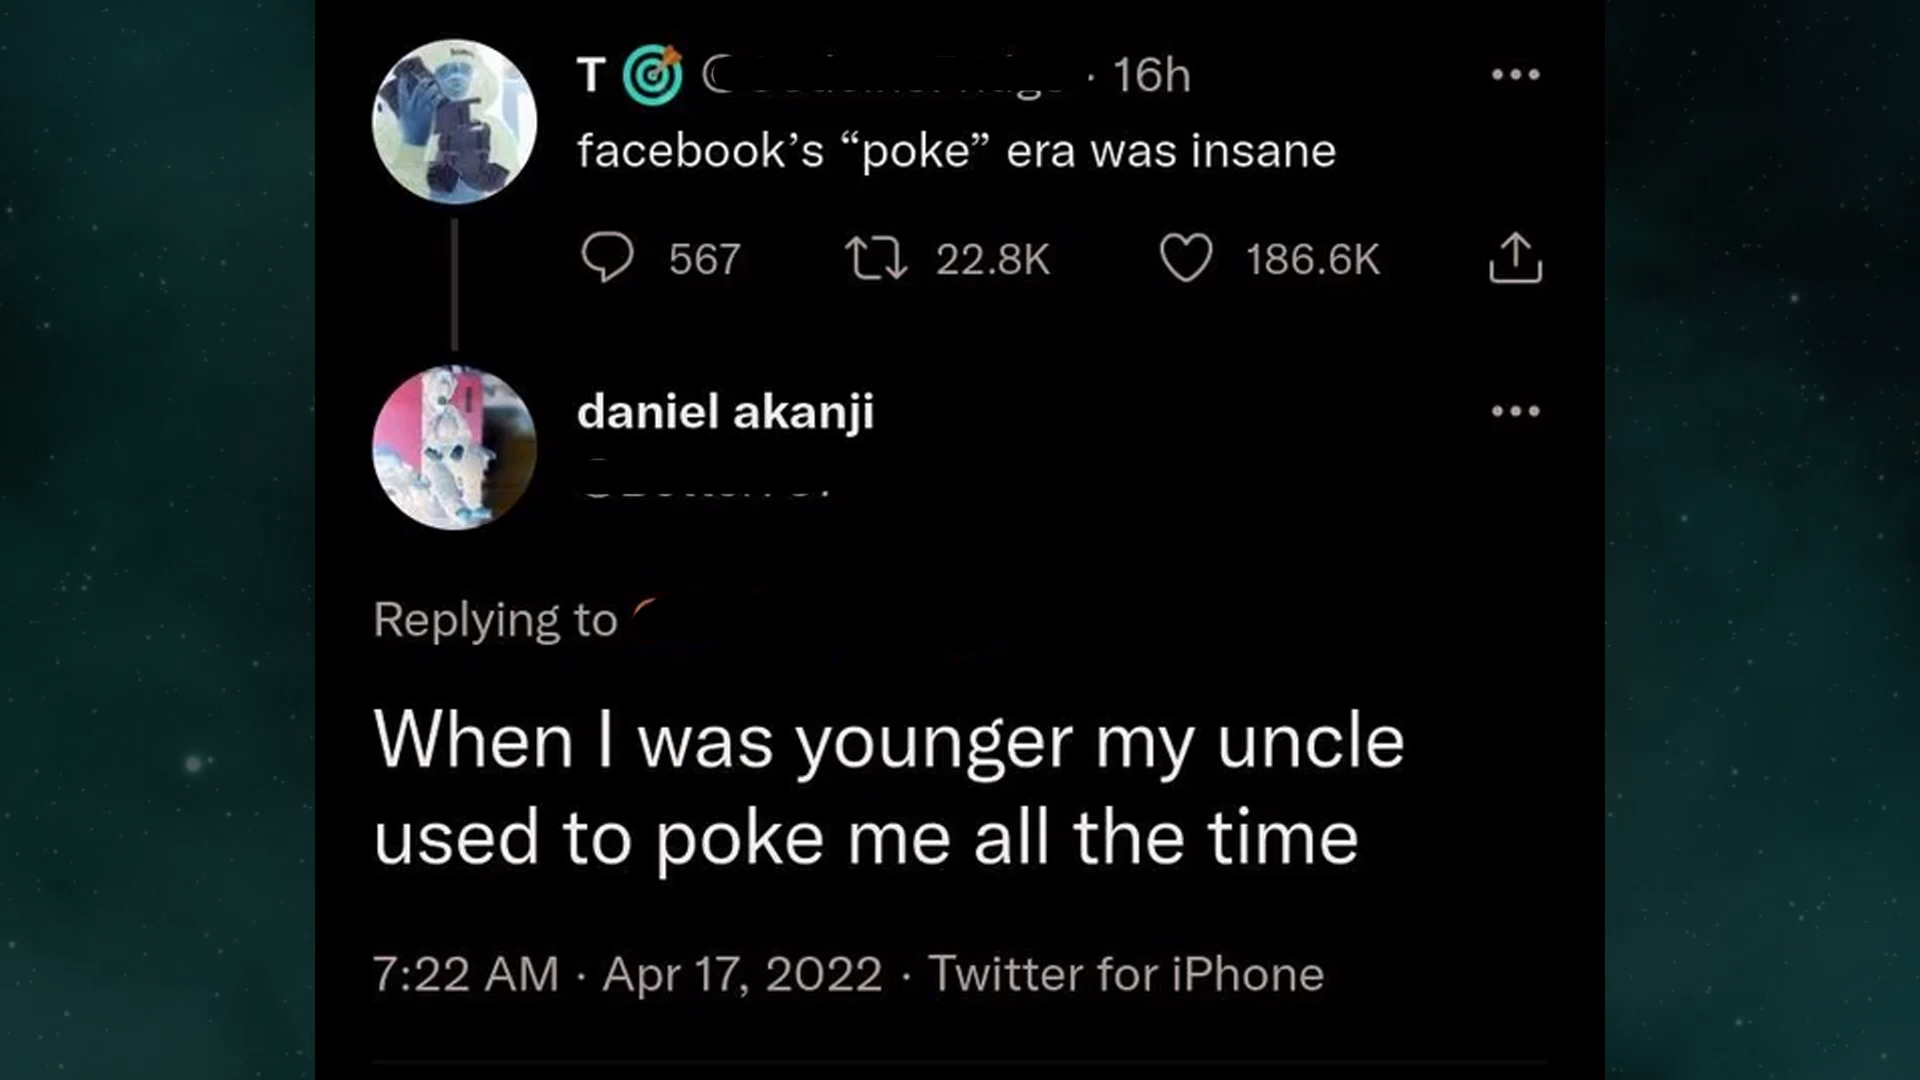 T 16h
facebook's “poke” era was insane
567 22.8K 186.6K
daniel akanji
Replying to
When I was younger my uncle
used to poke me all the time
7:22 AM · Apr 17, 2022 · Twitter for iPhone